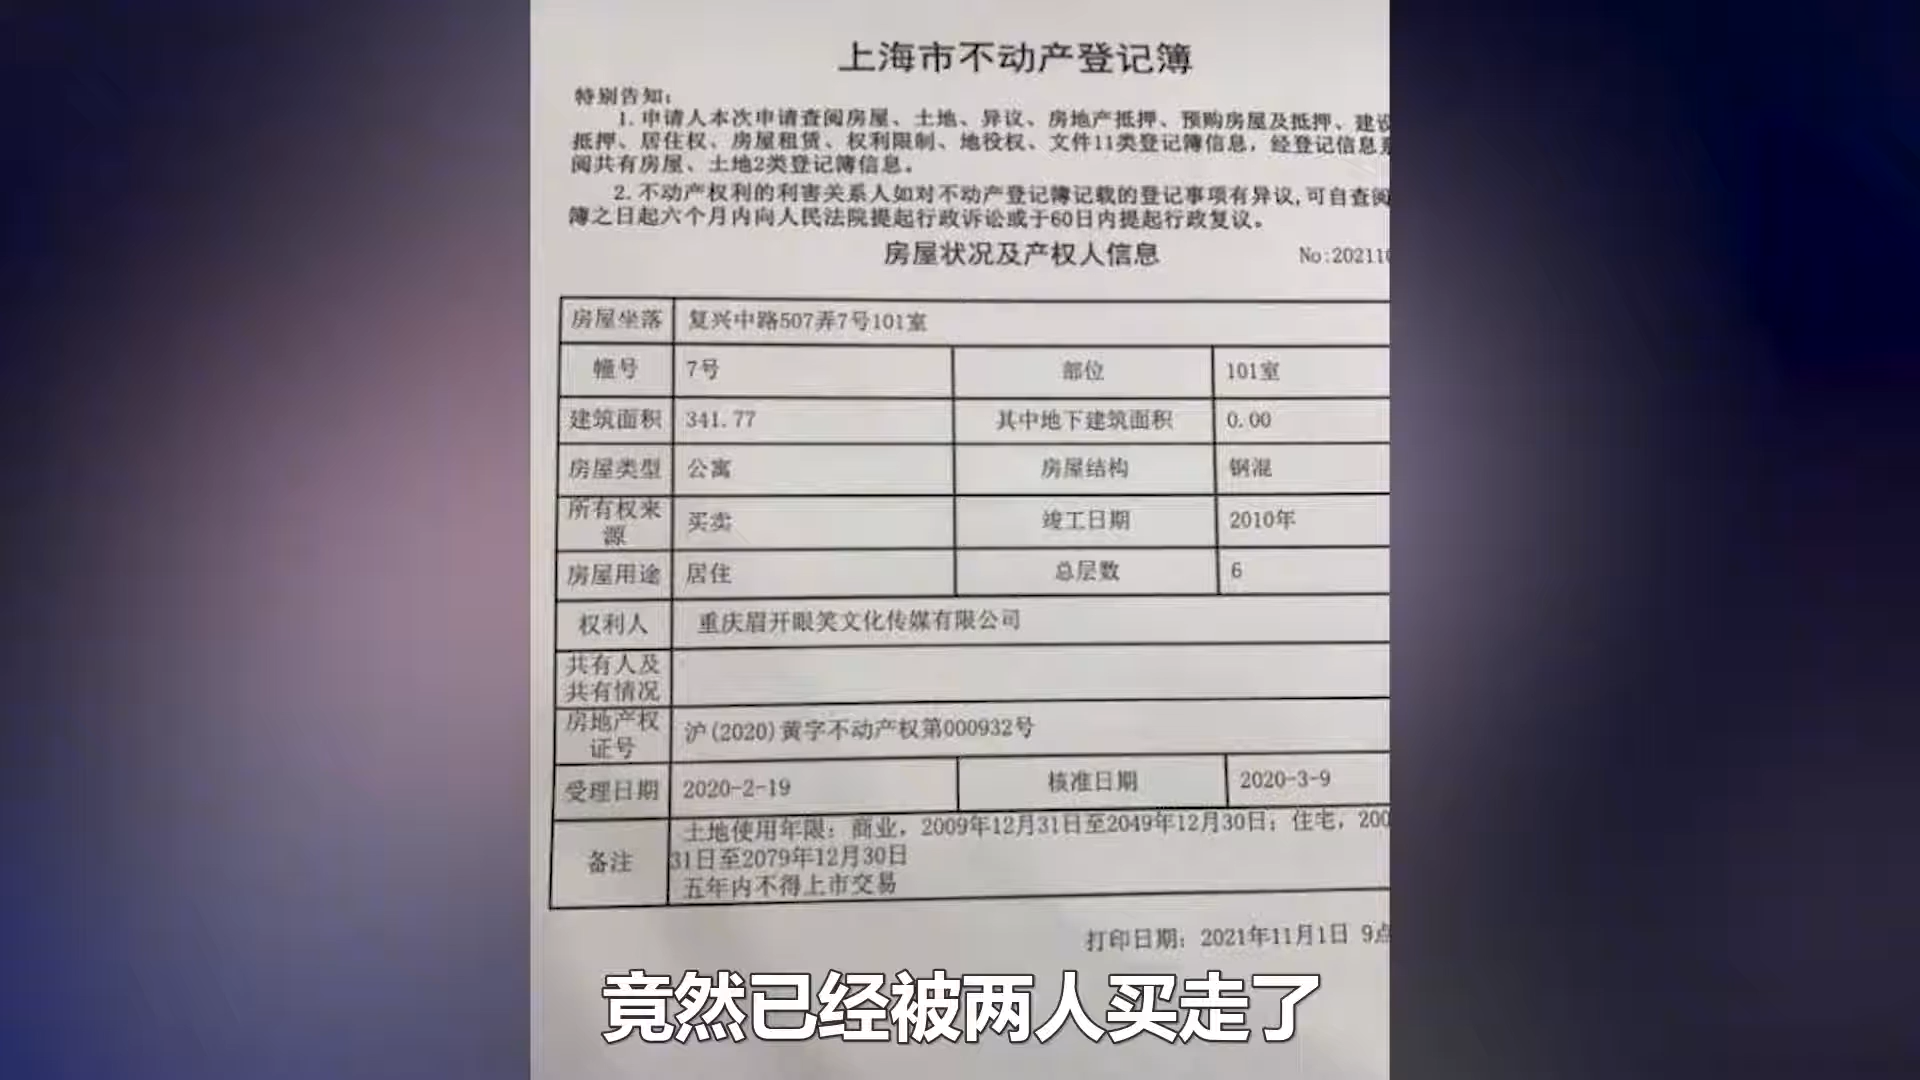 上海市不动产登记簿
特别告知：
1. 申请人本次申请查阅房屋、土地、异议、房地产抵押、预购房屋及抵押、建设
抵押、居住权、房屋租赁、权利限制、地役权、文件11类登记簿信息，经登记信息系
阅共有房屋、土地2类登记簿信息。
2. 不动产权利的利害关系人如对不动产登记簿记载的登记事项有异议,可自查阅
簿之日起六个月内向人民法院提起行政诉讼或于60日内提起行政复议。
房屋状况及产权人信息 No:202110
房屋坐落 复兴中路507弄7号101室
幢号 7号 部位 101室
建筑面积 341.77 其中地下建筑面积 0.00
房屋类型 公寓 房屋结构 钢混
所有权来
源 买卖 竣工日期 2010年
房屋用途 居住 总层数 6
权利人 重庆眉开眼笑文化传媒有限公司
共有人及
共有情况
房地产权
证号 沪(2020)黄字不动产权第000932号
受理日期 2020-2-19 核准日期 2020-3-9
备注 土地使用年限：商业，2009年12月31日至2049年12月30日；住宅，200
31日至2079年12月30日
五年内不得上市交易
打印日期：2021年11月1日 9点
竟然已经被两人买走了